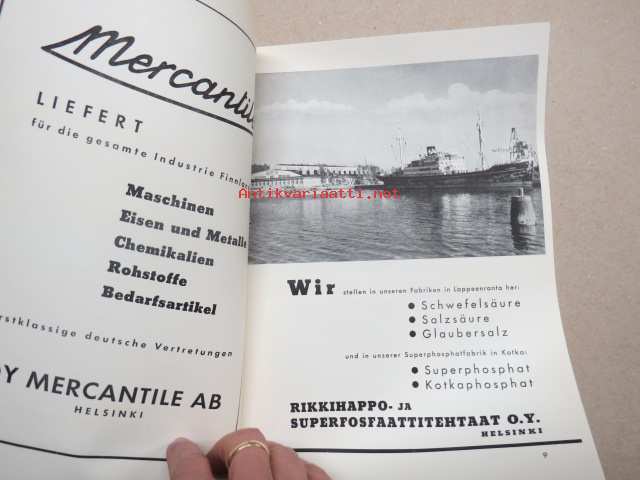 Mercantile
LIEFERT
für die gesamte Industrie
Maschinen
Eisen und Metalle
Chemikalien
Rohstoffe
Bedarfsartikel
rstklassige deutsche Vertretungen
OY MERCANTILE AB
HELSINKI
Antikvariaatti.net
Wir stellen in unseren Fabriken in Lappeenranta her:
● Schwefelsäure
● Salzsäure
● Glaubersalz
und in unserer Superphosphatfabrik in Kotka:
● Superphosphat
● Kotkaphosphat
RIKKIHAPPO- JA
SUPERFOSFAATTITEHTAAT O.Y.
HELSINKI
9